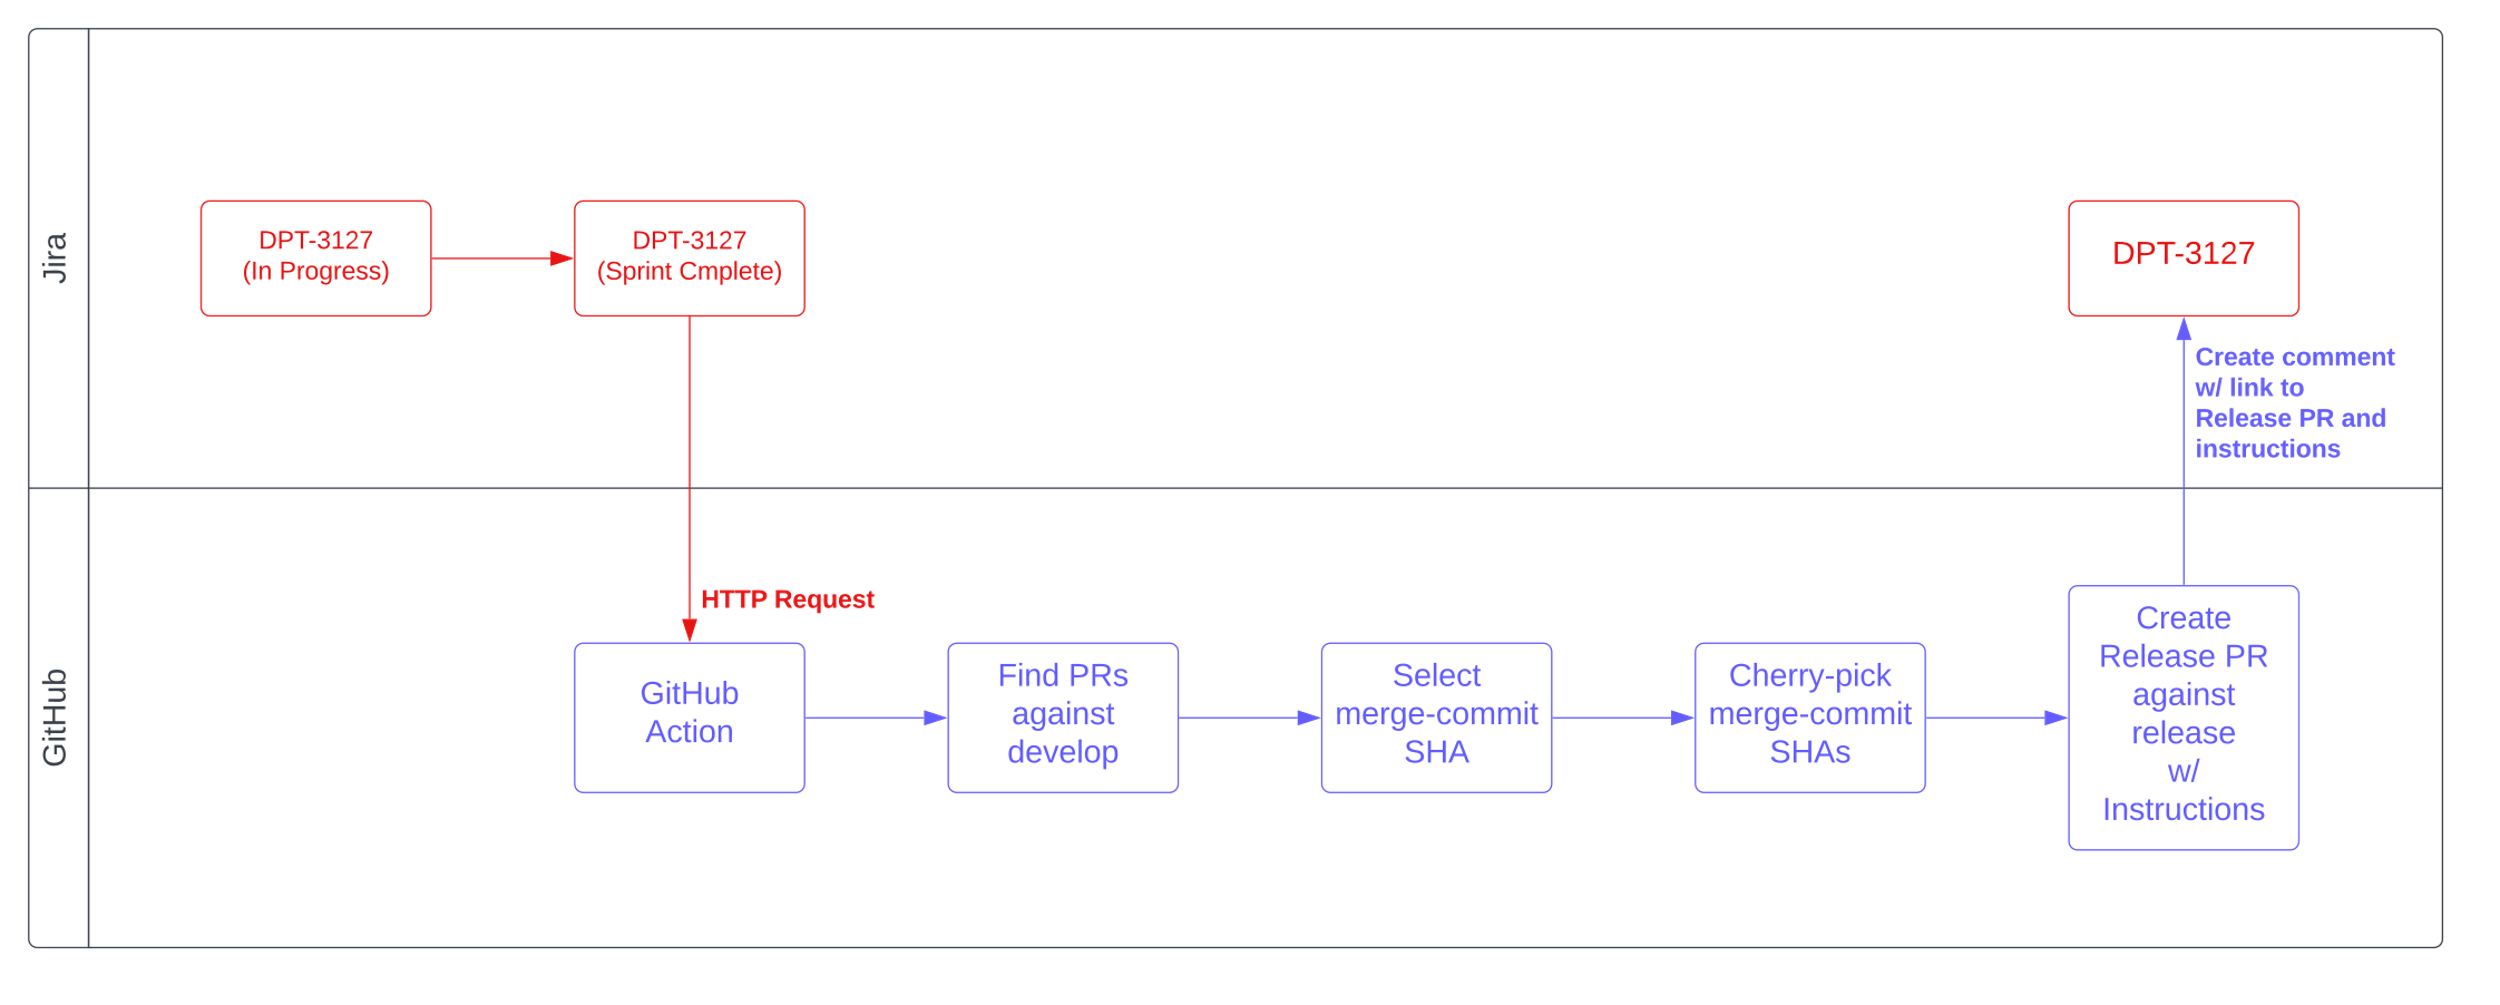 Jira
DPT-3127
(In Progress)
DPT-3127
(Sprint Cmplete)
DPT-3127
Create comment
w/ link to
Release PR and
instructions
HTTP Request
GitHub
GitHub
Action
Find PRs
against
develop
Select
merge-commit
SHA
Cherry-pick
merge-commit
SHAs
Create
Release PR
against
release
w/
Instructions